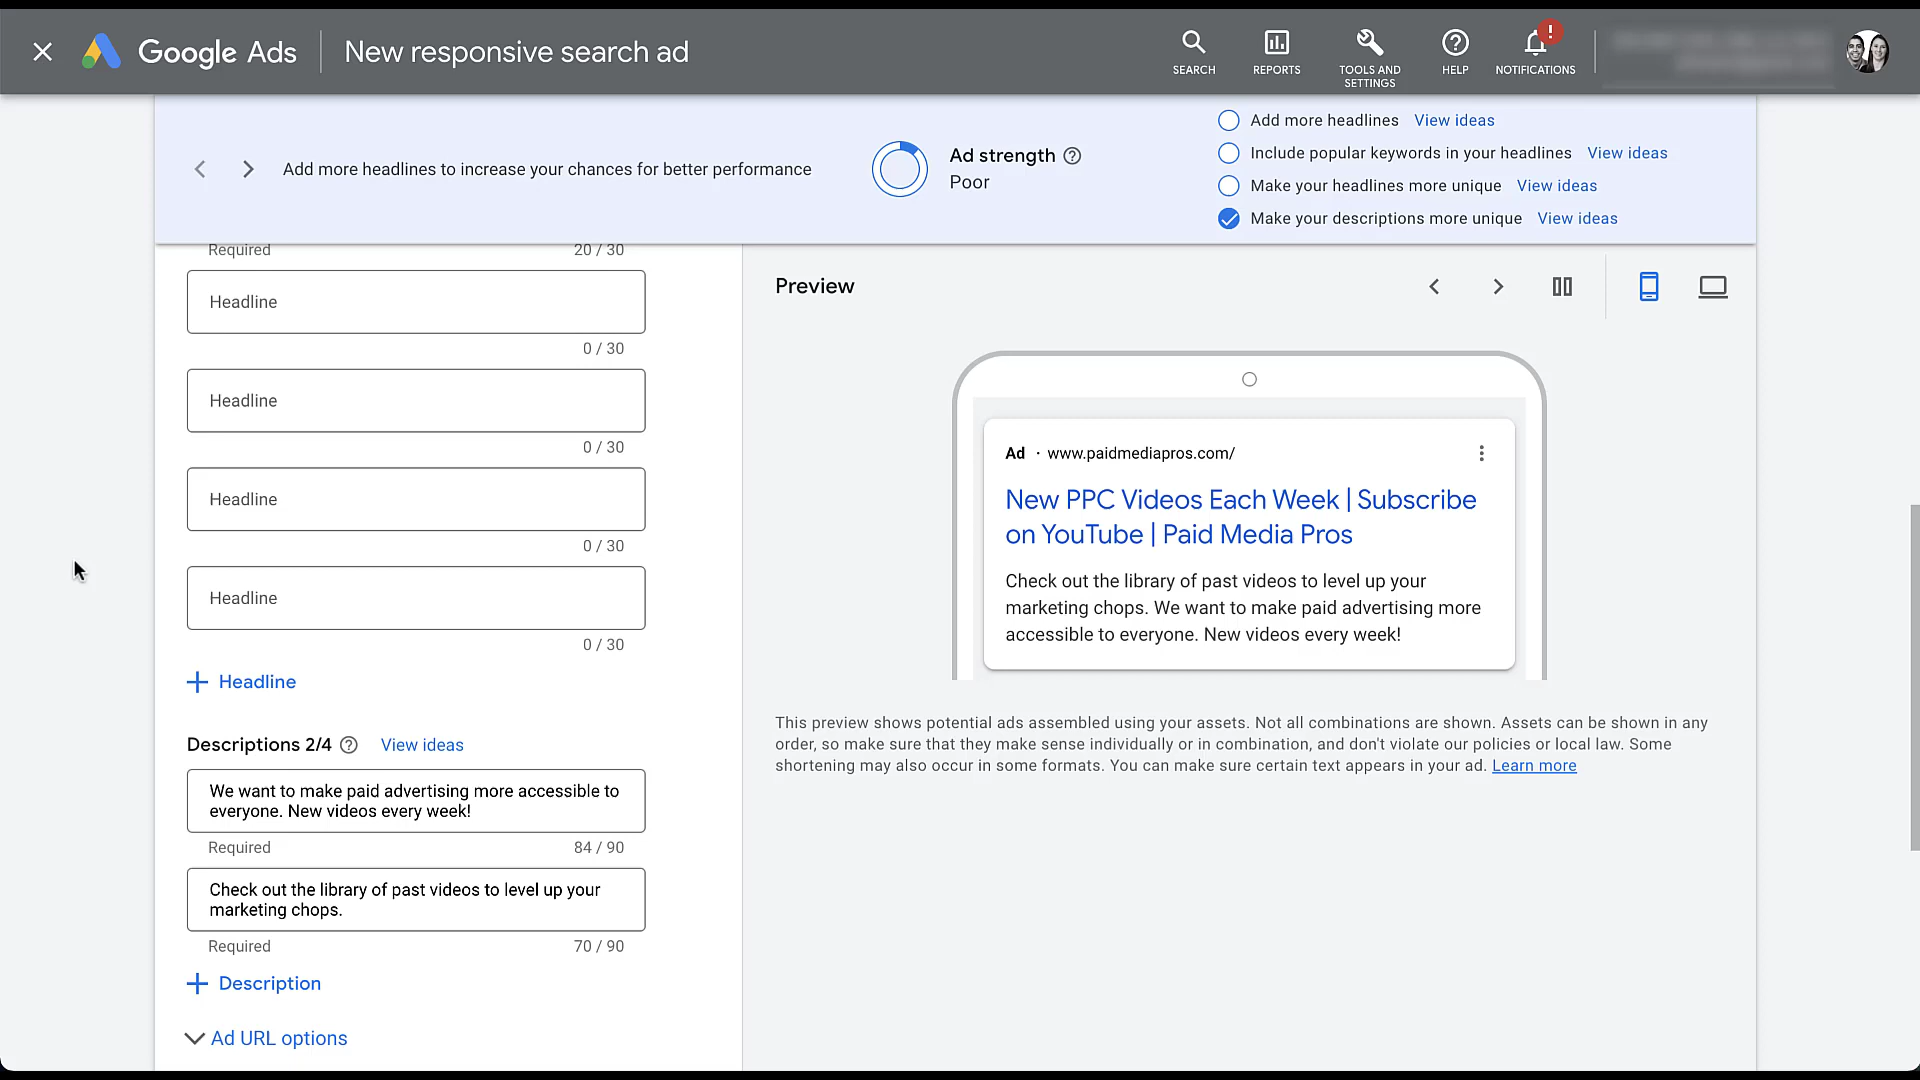 Google Ads
New responsive search ad
SEARCH
REPORTS
TOOLS AND
SETTINGS
HELP
!
NOTIFICATIONS
Add more headlines to increase your chances for better performance
Ad strength
Poor
Add more headlines View ideas
Include popular keywords in your headlines View ideas
Make your headlines more unique View ideas
Make your descriptions more unique View ideas
Required 20 / 30
Headline
0 / 30
Headline
0 / 30
Headline
0 / 30
Headline
0 / 30
+ Headline
Descriptions 2/4 View ideas
We want to make paid advertising more accessible to
everyone. New videos every week!
Required 84 / 90
Check out the library of past videos to level up your
marketing chops.
Required 70 / 90
+ Description
Ad URL options
Preview
Ad · www.paidmediapros.com/
New PPC Videos Each Week | Subscribe
on YouTube | Paid Media Pros
Check out the library of past videos to level up your
marketing chops. We want to make paid advertising more
accessible to everyone. New videos every week!
This preview shows potential ads assembled using your assets. Not all combinations are shown. Assets can be shown in any
order, so make sure that they make sense individually or in combination, and don't violate our policies or local law. Some
shortening may also occur in some formats. You can make sure certain text appears in your ad. Learn more